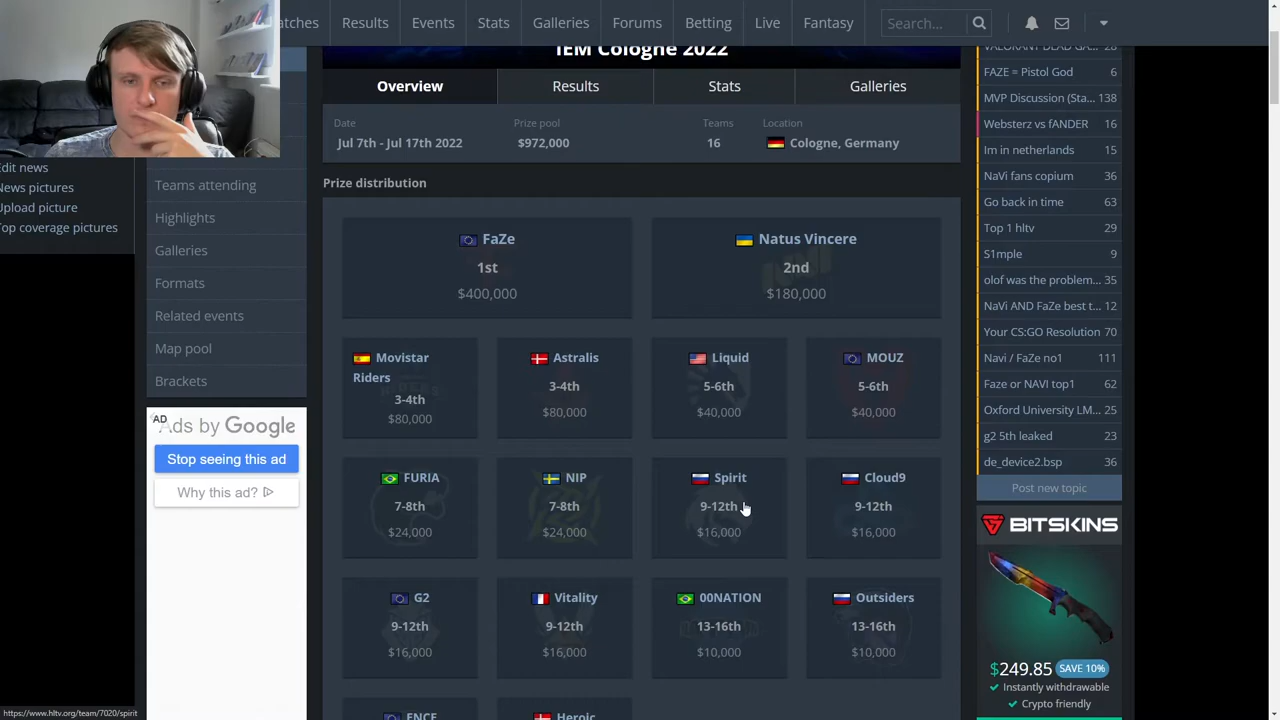 atches Results Events Stats Galleries Forums Betting Live Fantasy Search...
IEM Cologne 2022
Overview Results Stats Galleries
Date
Jul 7th - Jul 17th 2022
Prize pool
$972,000
Teams
16
Location
Cologne, Germany
Edit news
News pictures
Upload picture
Top coverage pictures
Teams attending
Highlights
Galleries
Formats
Related events
Map pool
Brackets
AD
Ads by Google
Stop seeing this ad
Why this ad?
Prize distribution
FaZe
1st
$400,000
Natus Vincere
2nd
$180,000
Movistar
Riders
3-4th
$80,000
Astralis
3-4th
$80,000
Liquid
5-6th
$40,000
MOUZ
5-6th
$40,000
FURIA
7-8th
$24,000
NIP
7-8th
$24,000
Spirit
9-12th
$16,000
Cloud9
9-12th
$16,000
G2
9-12th
$16,000
Vitality
9-12th
$16,000
00NATION
13-16th
$10,000
Outsiders
13-16th
$10,000
ENCE
Heroic
VALORANT DEAD GA... 28
FAZE = Pistol God 6
MVP Discussion (Sta... 138
Websterz vs fANDER 16
Im in netherlands 15
NaVi fans copium 36
Go back in time 63
Top 1 hltv 29
S1mple 9
olof was the problem... 35
NaVi AND FaZe best t... 12
Your CS:GO Resolution 70
Navi / FaZe no1 111
Faze or NAVI top1 62
Oxford University LM... 25
g2 5th leaked 23
de_device2.bsp 36
Post new topic
BITSKINS
$249.85 SAVE 10%
Instantly withdrawable
Crypto friendly
https://www.hltv.org/team/7020/spirit